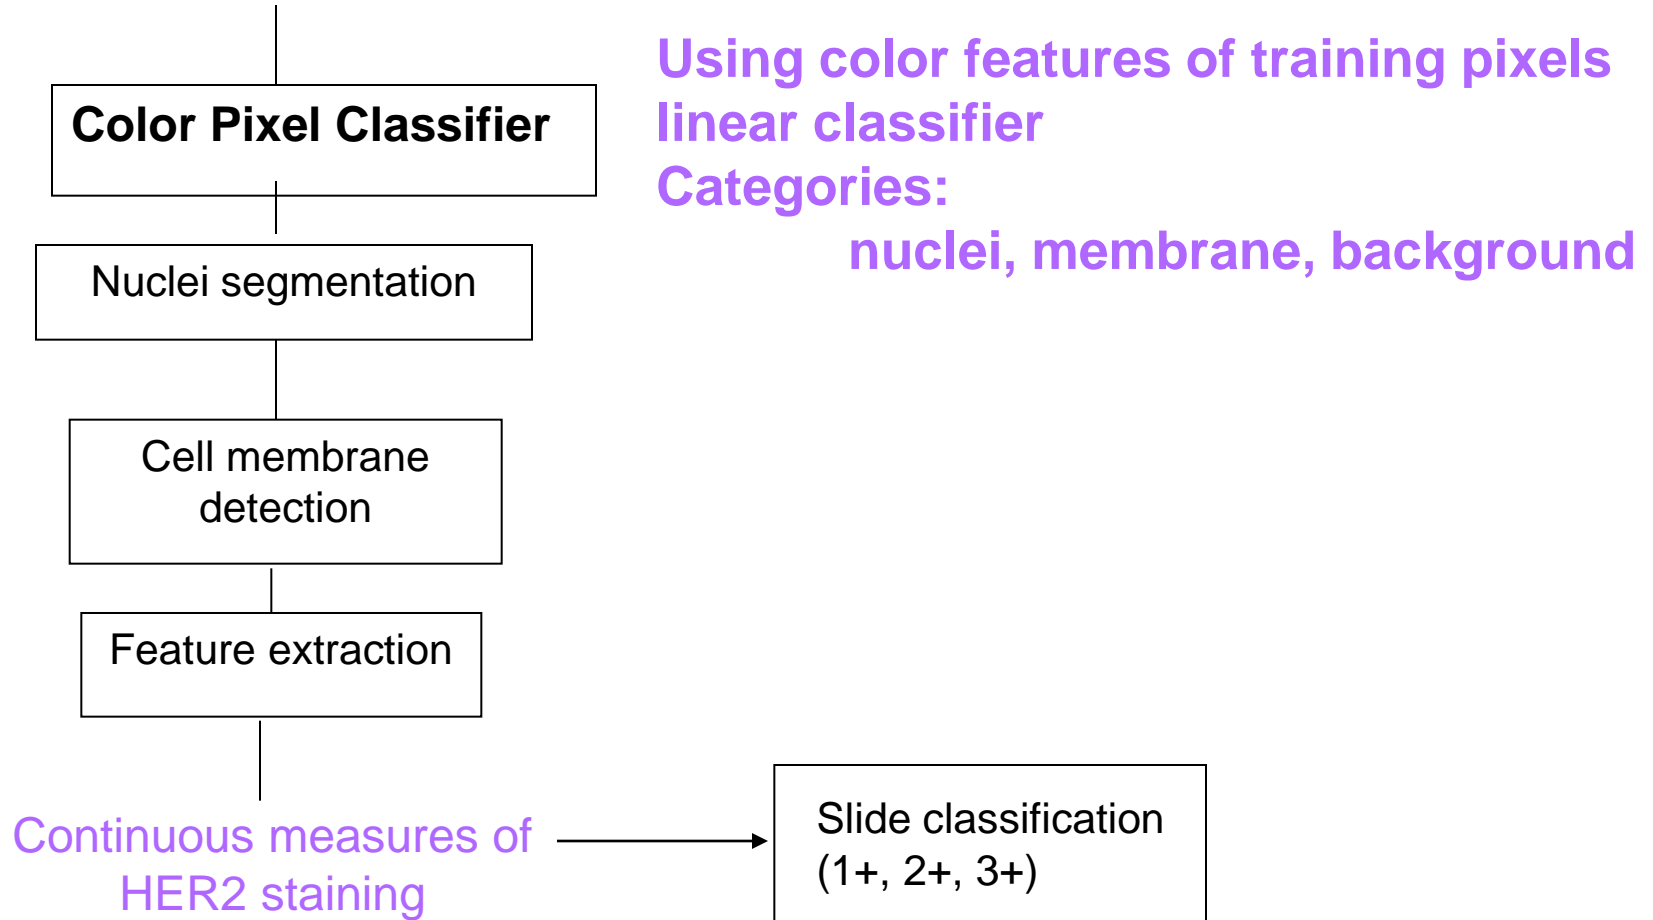 Using color features of training pixels
linear classifier
Categories:
nuclei, membrane, background
Color Pixel Classifier
Nuclei segmentation
Cell membrane
detection
Feature extraction
Continuous measures of
HER2 staining
Slide classification
(1+, 2+, 3+)